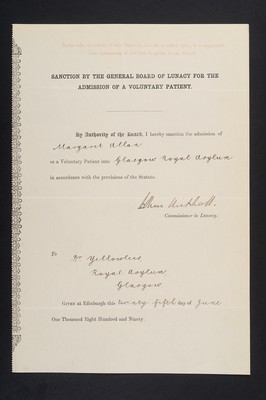 SANCTION BY THE GENERAL BOARD OF LUNACY FOR THE
ADMISSION OF A VOLUNTARY PATIENT.
By Authority of the Board, I hereby sanction the admission of
Margaret Allan
as a Voluntary Patient into Glasgow Royal Asylum
in accordance with the provisions of the Statute.
Commissioner in Lunacy.
To
Dr Yellowlees,
Royal Asylum
Glasgow
Given at Edinburgh this twenty fifth day of June
One Thousand Eight Hundred and Ninety